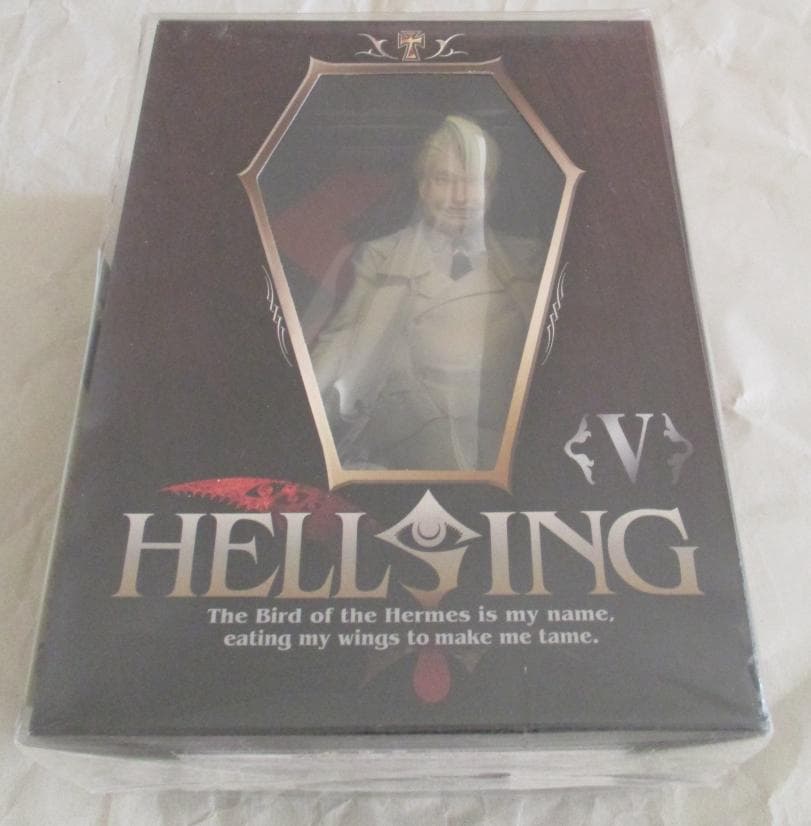 V
HELLSING
The Bird of the Hermes is my name,
eating my wings to make me tame.